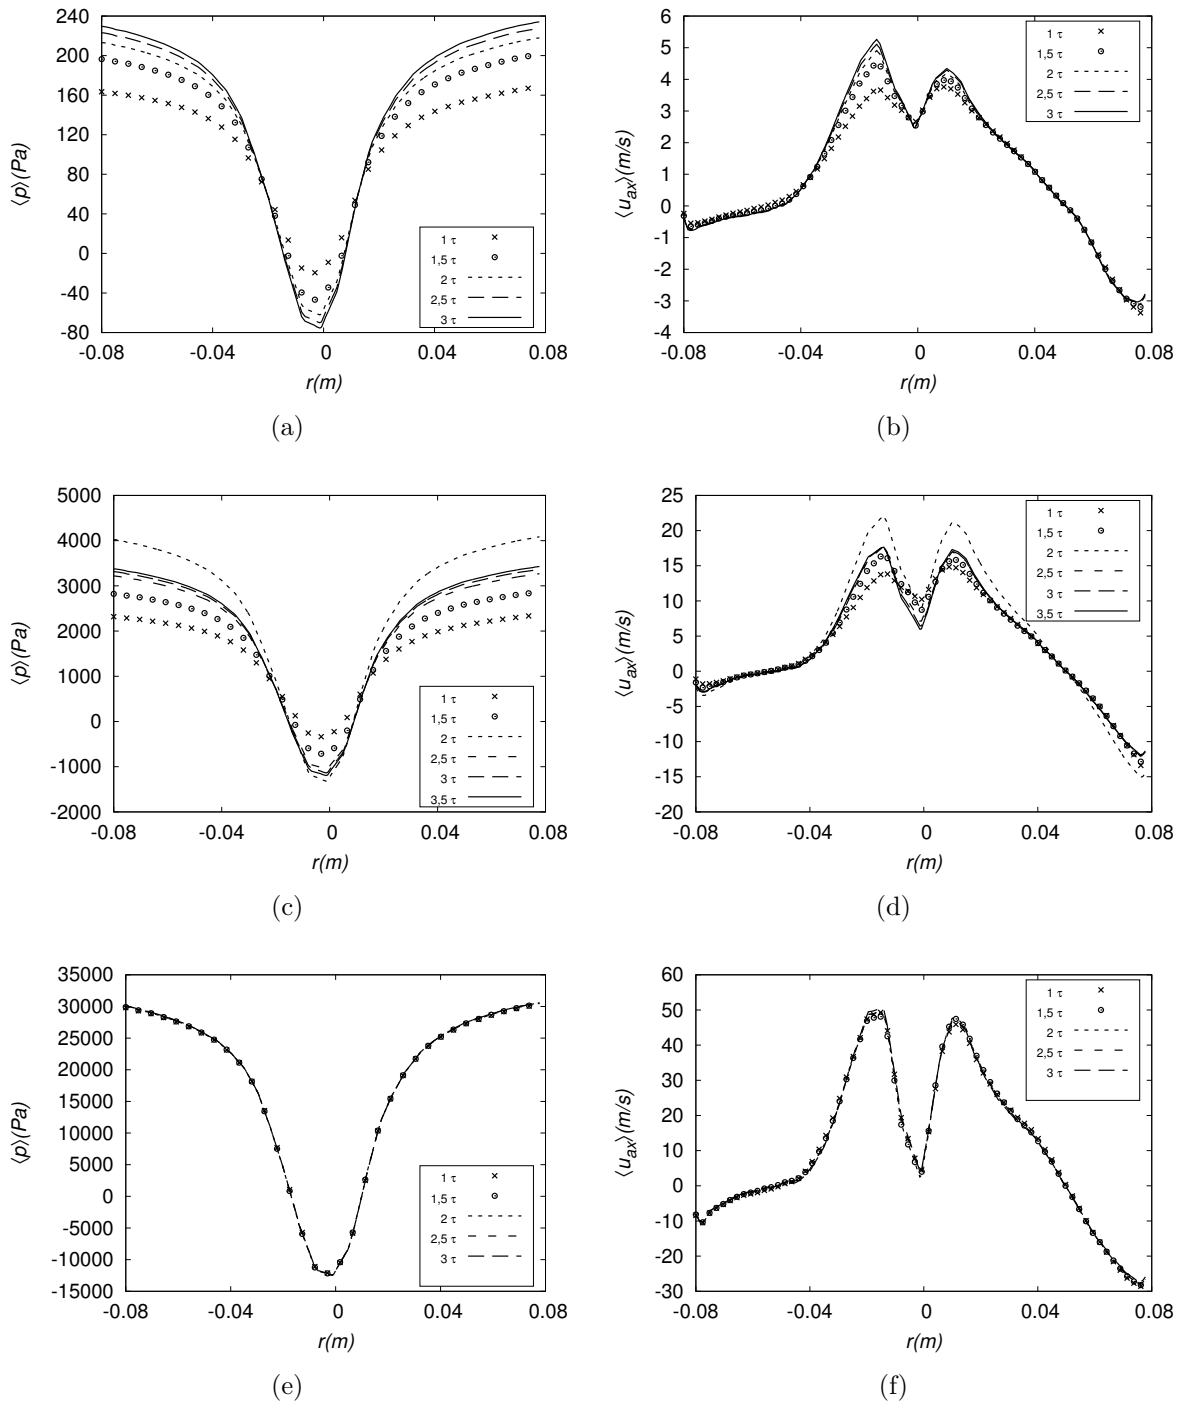 240
200
160
120
80
40
0
-40
-80
-0.08 -0.04 0 0.04 0.08
r(m)
⟨p⟩(Pa)
1 τ
1,5 τ
2 τ
2,5 τ
3 τ
(a)
6
5
4
3
2
1
0
-1
-2
-3
-4
-0.08 -0.04 0 0.04 0.08
r(m)
⟨u_ax⟩(m/s)
1 τ
1,5 τ
2 τ
2,5 τ
3 τ
(b)
5000
4000
3000
2000
1000
0
-1000
-2000
-0.08 -0.04 0 0.04 0.08
r(m)
⟨p⟩(Pa)
1 τ
1,5 τ
2 τ
2,5 τ
3 τ
3,5 τ
(c)
25
20
15
10
5
0
-5
-10
-15
-20
-0.08 -0.04 0 0.04 0.08
r(m)
⟨u_ax⟩(m/s)
1 τ
1,5 τ
2 τ
2,5 τ
3 τ
3,5 τ
(d)
35000
30000
25000
20000
15000
10000
5000
0
-5000
-10000
-15000
-0.08 -0.04 0 0.04 0.08
r(m)
⟨p⟩(Pa)
1 τ
1,5 τ
2 τ
2,5 τ
3 τ
(e)
60
50
40
30
20
10
0
-10
-20
-30
-0.08 -0.04 0 0.04 0.08
r(m)
⟨u_ax⟩(m/s)
1 τ
1,5 τ
2 τ
2,5 τ
3 τ
(f)